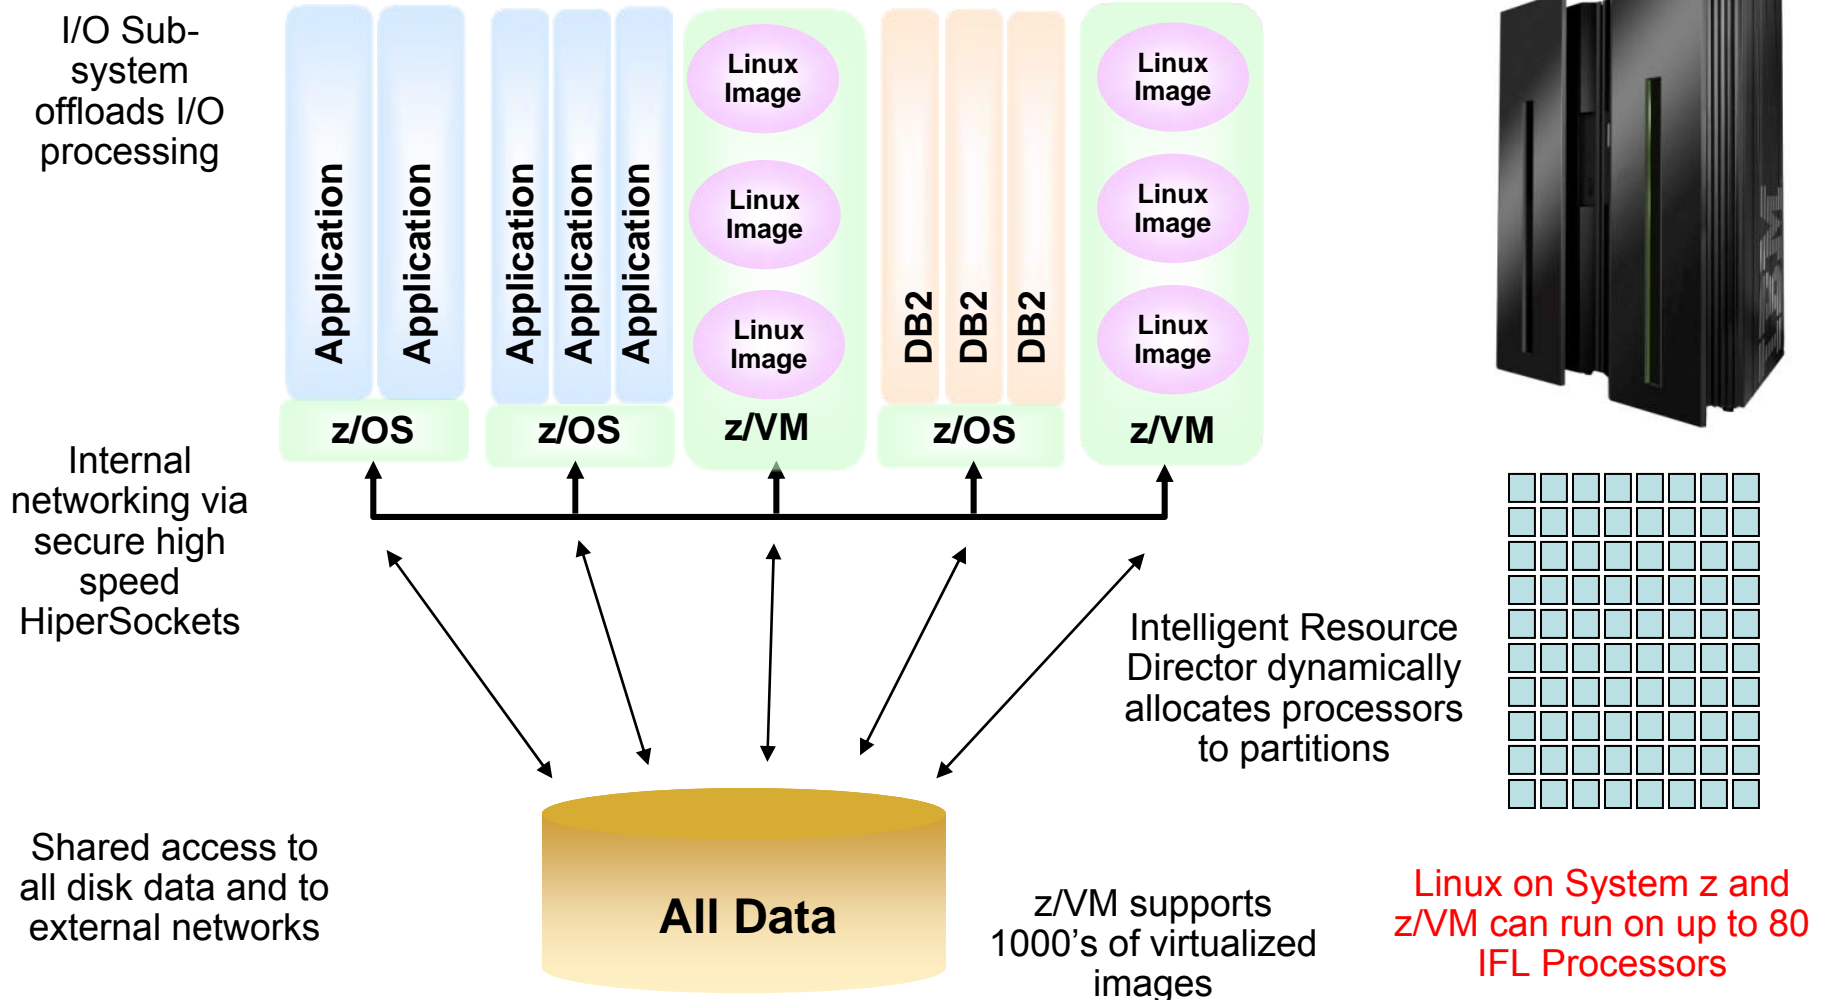 I/O Sub-
system
offloads I/O
processing
Application
Application
z/OS
Application
Application
Application
z/OS
Linux
Image
Linux
Image
Linux
Image
z/VM
DB2
DB2
DB2
z/OS
Linux
Image
Linux
Image
Linux
Image
z/VM
IBM
Internal
networking via
secure high
speed
HiperSockets
Intelligent Resource
Director dynamically
allocates processors
to partitions
Shared access to
all disk data and to
external networks
All Data
z/VM supports
1000’s of virtualized
images
Linux on System z and
z/VM can run on up to 80
IFL Processors